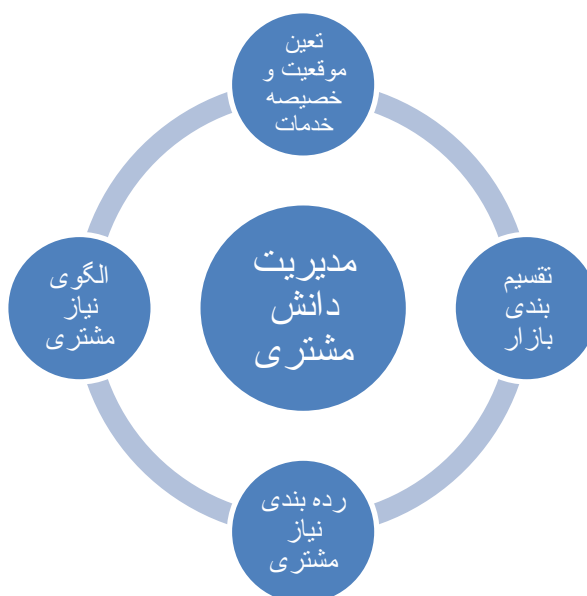 تعین
موقعیت و
خصیصه
خدمات
تقسیم
بندی
بازار
مدیریت
دانش
مشتری
الگوی
نیاز
مشتری
رده بندی
نیاز
مشتری